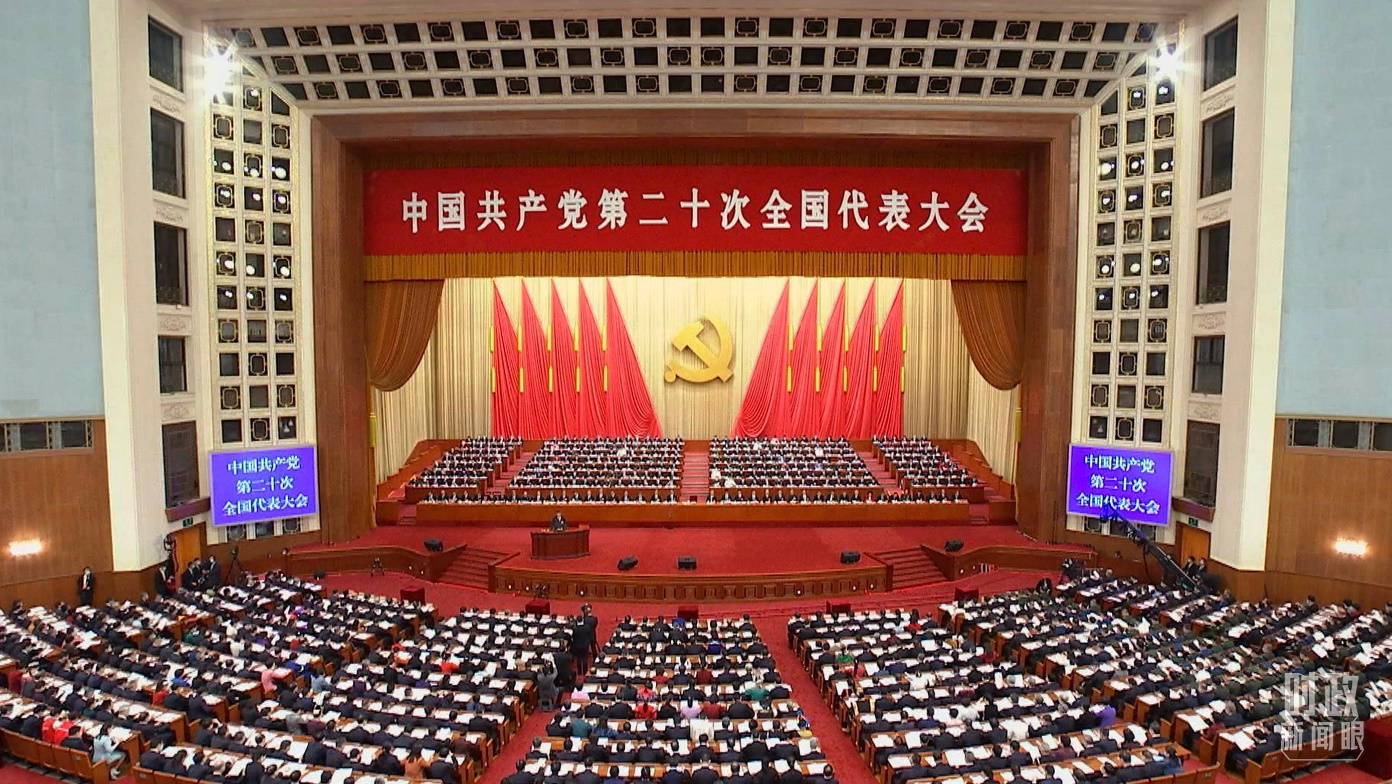 中国共产党第二十次全国代表大会
中国共产党
第二十次
全国代表大会
中国共产党
第二十次
全国代表大会
时政
新闻眼